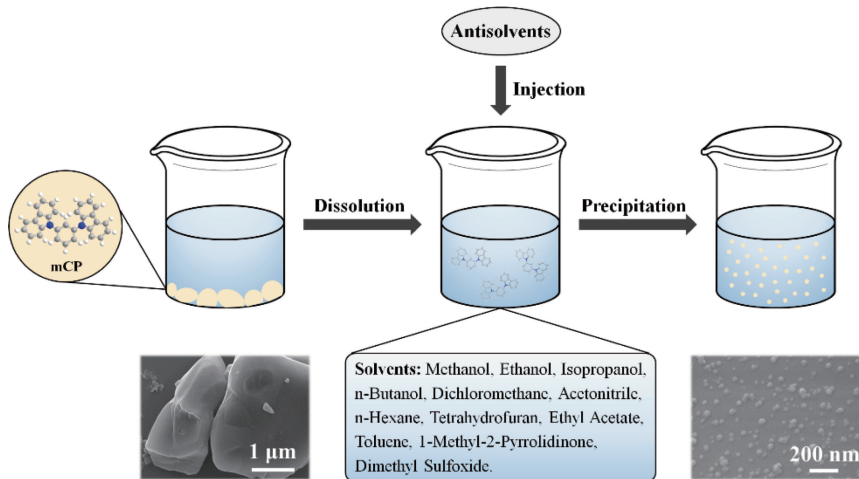 Antisolvents
Injection
Dissolution
Precipitation
mCP
Solvents: Methanol, Ethanol, Isopropanol,
n-Butanol, Dichloromethane, Acetonitrile,
n-Hexane, Tetrahydrofuran, Ethyl Acetate,
Toluene, 1-Methyl-2-Pyrrolidinone,
Dimethyl Sulfoxide.
1 μm
200 nm